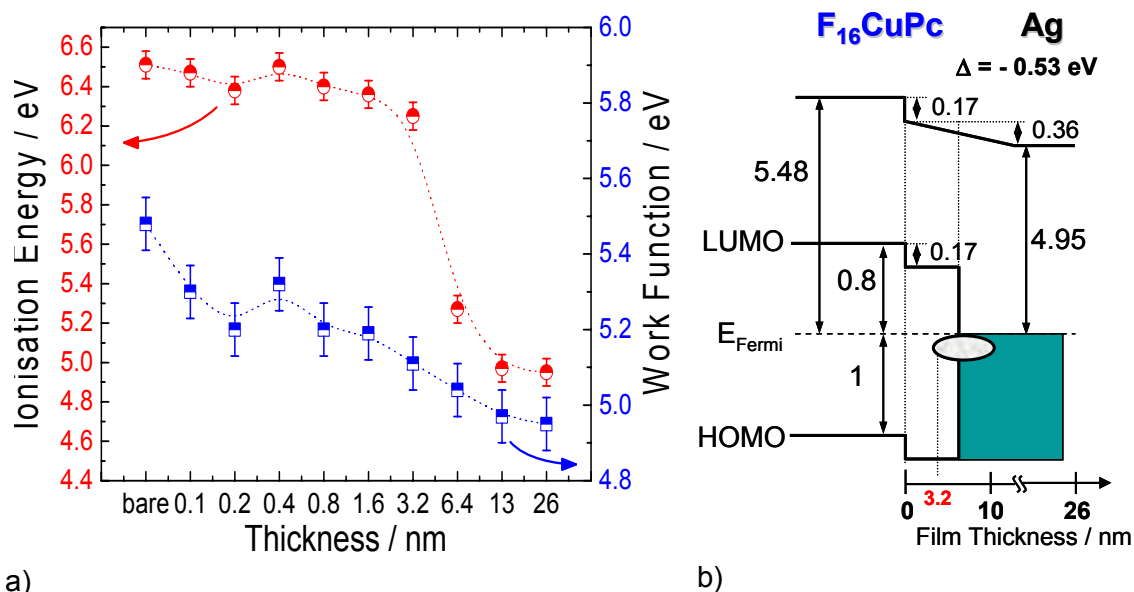 Ionisation Energy / eV
6.6
6.4
6.2
6.0
5.8
5.6
5.4
5.2
5.0
4.8
4.6
4.4
6.0
5.8
5.6
5.4
5.2
5.0
4.8
Work Function / eV
bare 0.1 0.2 0.4 0.8 1.6 3.2 6.4 13 26
Thickness / nm
a)
F₁₆CuPc Ag
Δ = - 0.53 eV
0.17
0.36
5.48
4.95
LUMO
0.17
0.8
E_Fermi
1
HOMO
3.2
0 10 26
Film Thickness / nm
b)